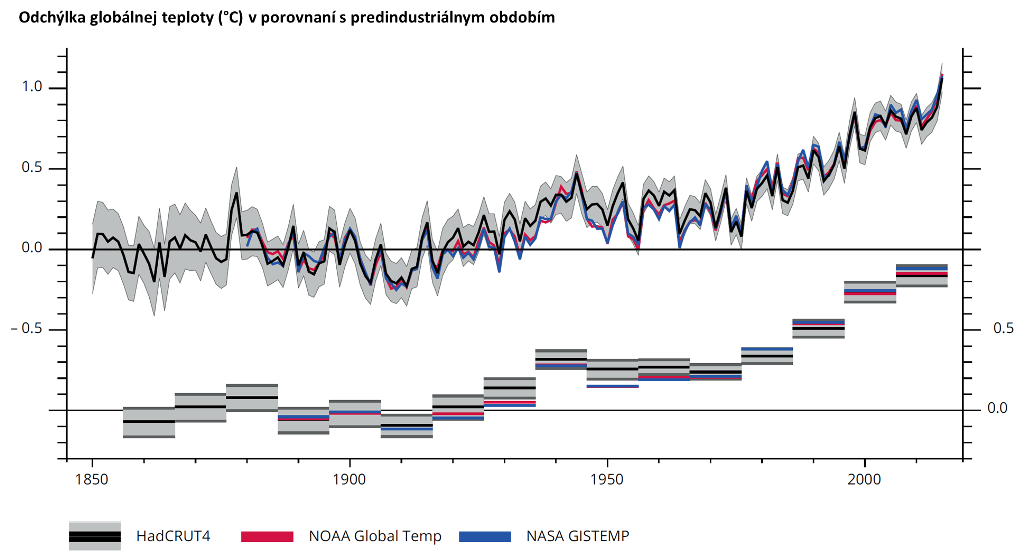 Odchýlka globálnej teploty (°C) v porovnaní s predindustriálnym obdobím
1.0
0.5
0.0
– 0.5
0.5
0.0
1850
1900
1950
2000
HadCRUT4
NOAA Global Temp
NASA GISTEMP